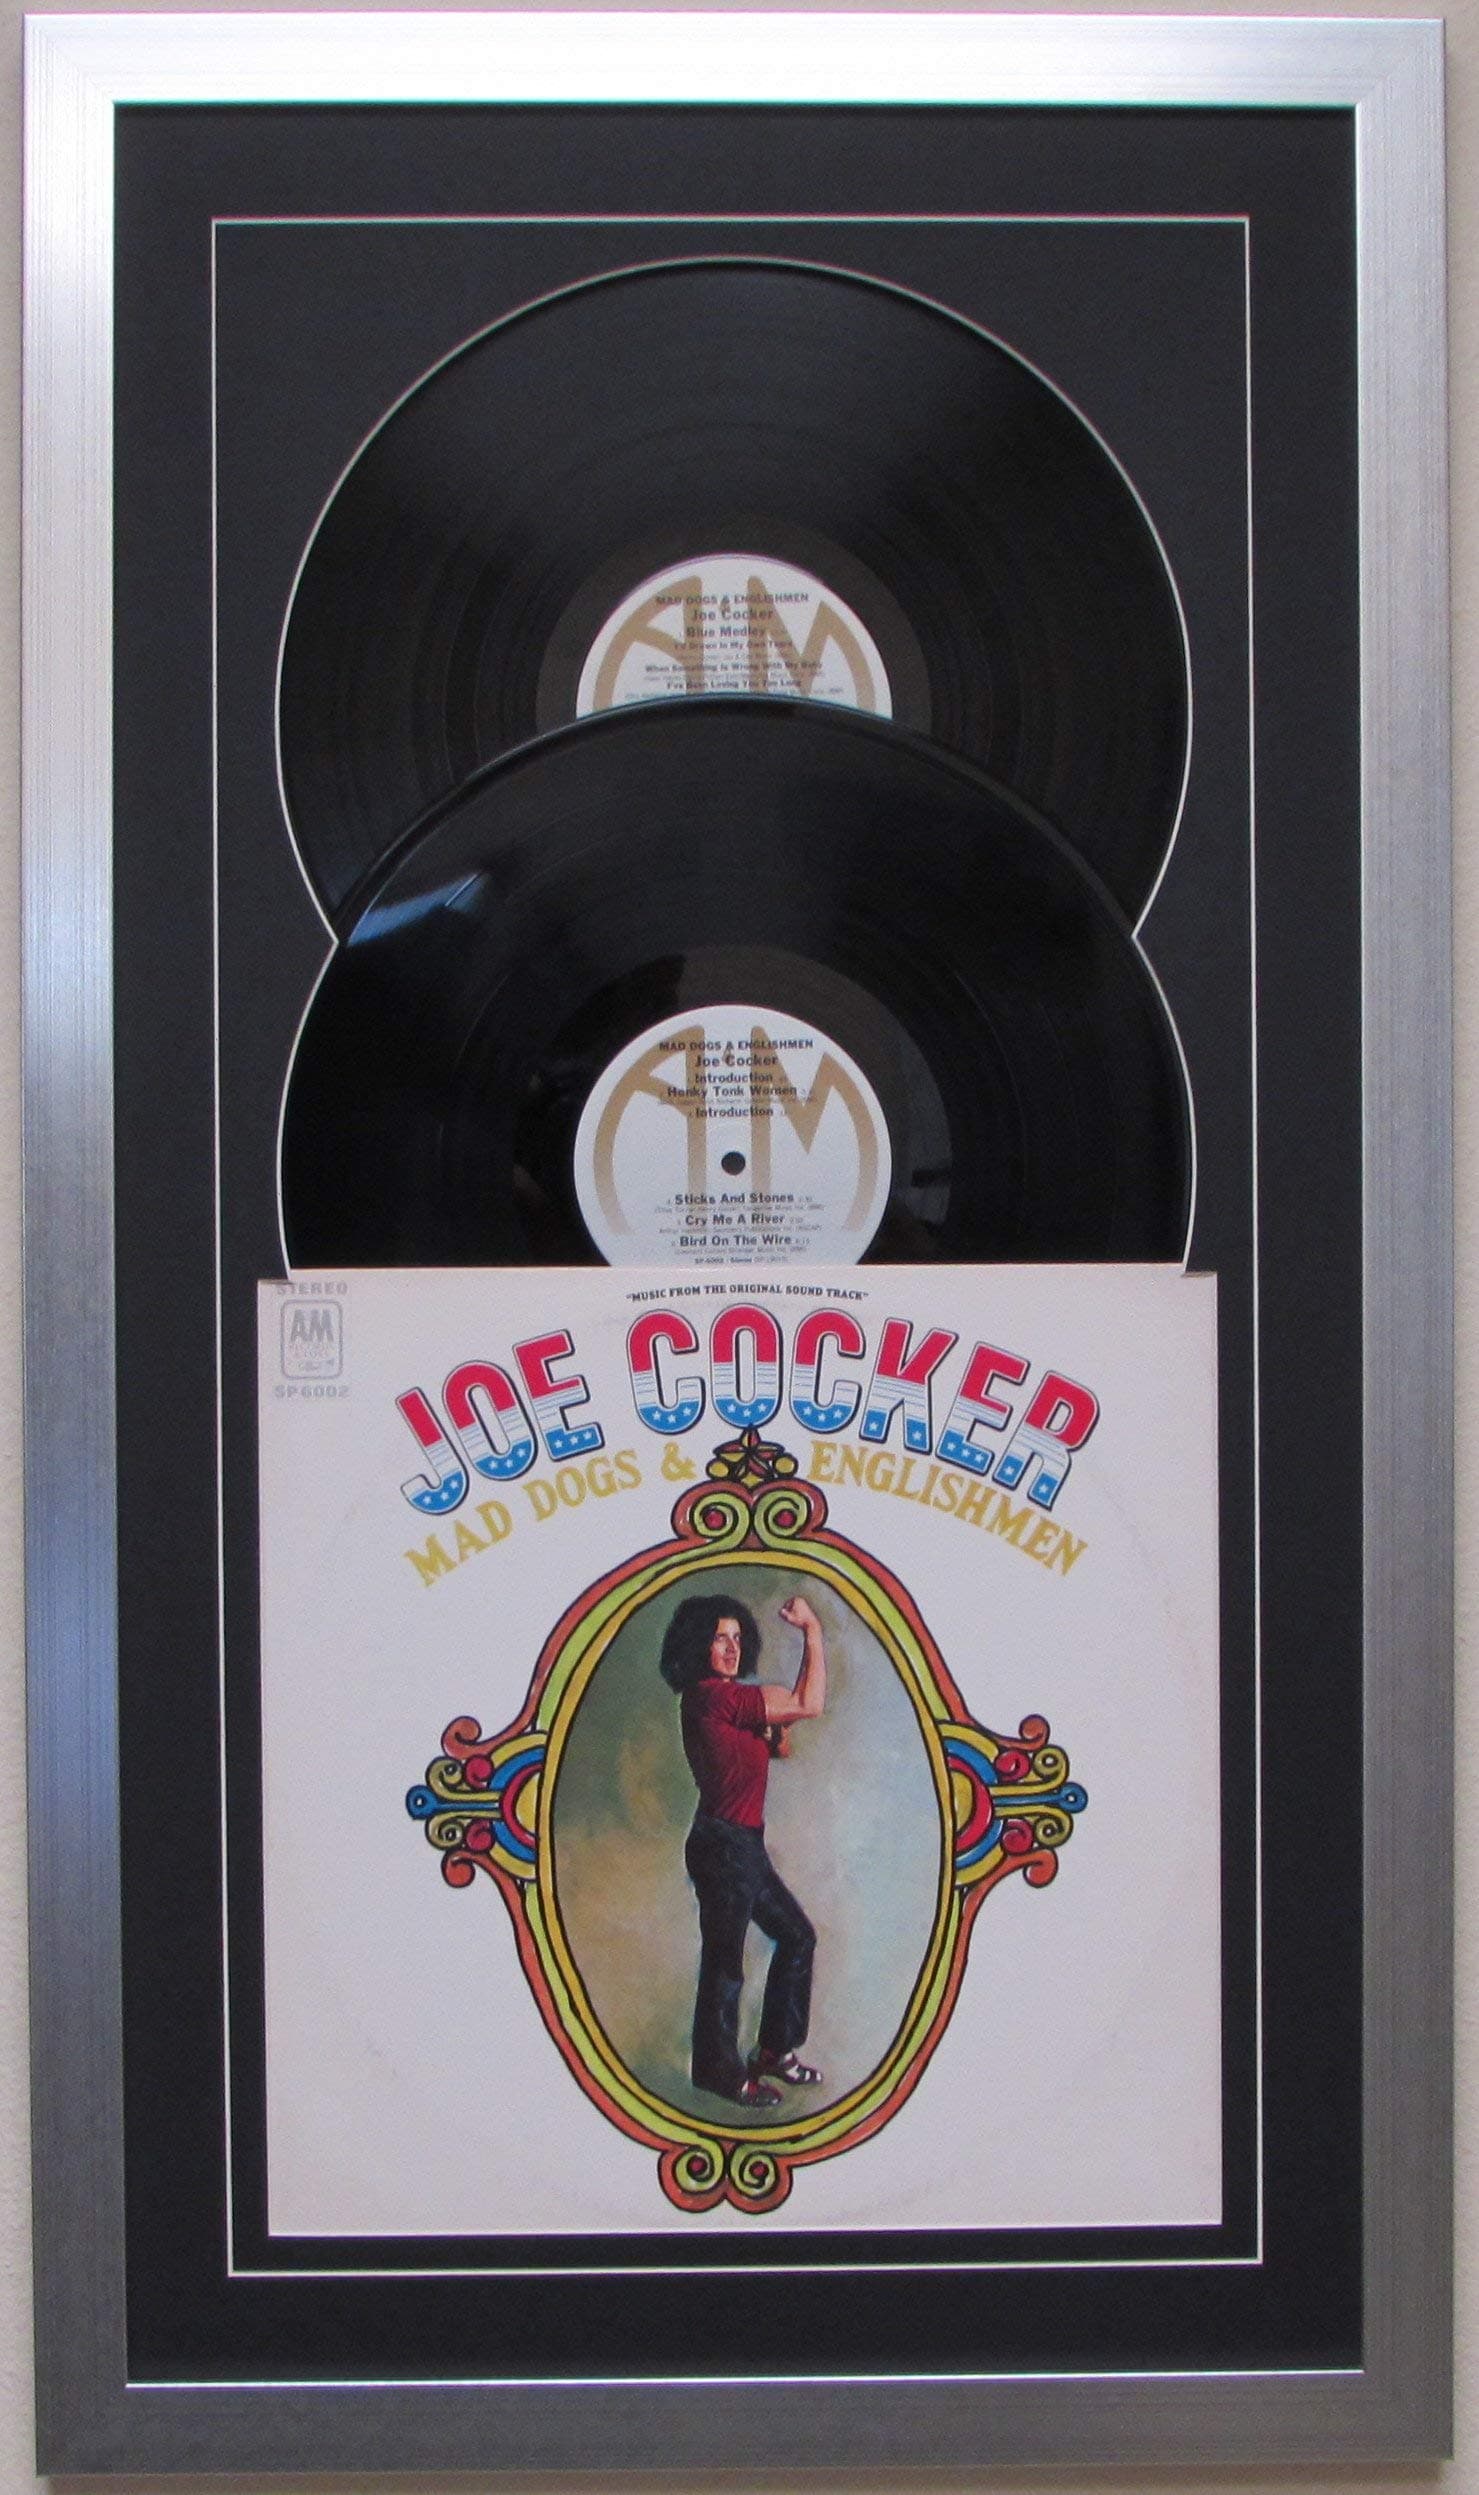 MAD DOGS & ENGLISHMEN
Joe Cocker
Blue Medley
I'd Drown In My Own Tears
When Something Is Wrong With My Baby
I've Been Loving You Too Long
MAD DOGS & ENGLISHMEN
Joe Cocker
Introduction
Honky Tonk Women
Introduction
Sticks And Stones
Cry Me A River
Bird On The Wire
STEREO
AM
SP 6002
"MUSIC FROM THE ORIGINAL SOUND TRACK"
JOE COCKER
MAD DOGS & ENGLISHMEN